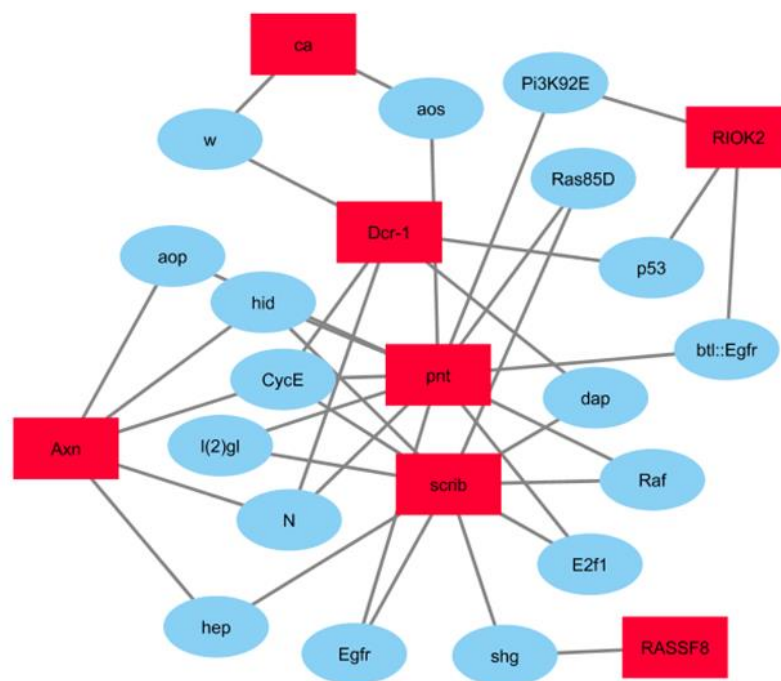 ca
Pi3K92E
aos
w
RIOK2
Ras85D
Dcr-1
aop
p53
hid
btl::Egfr
CycE
pnt
dap
l(2)gl
Axn
scrib
Raf
N
E2f1
hep
Egfr
shg
RASSF8